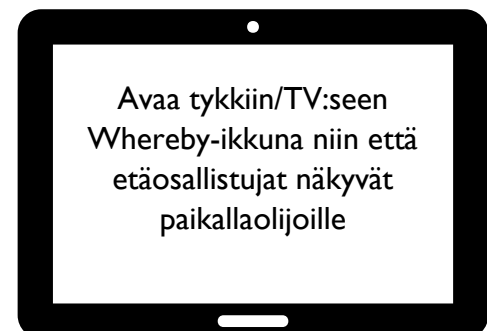 Avaa tykkiin/TV:seen
Whereby-ikkuna niin että
etäosallistujat näkyvät
paikallaolijoille